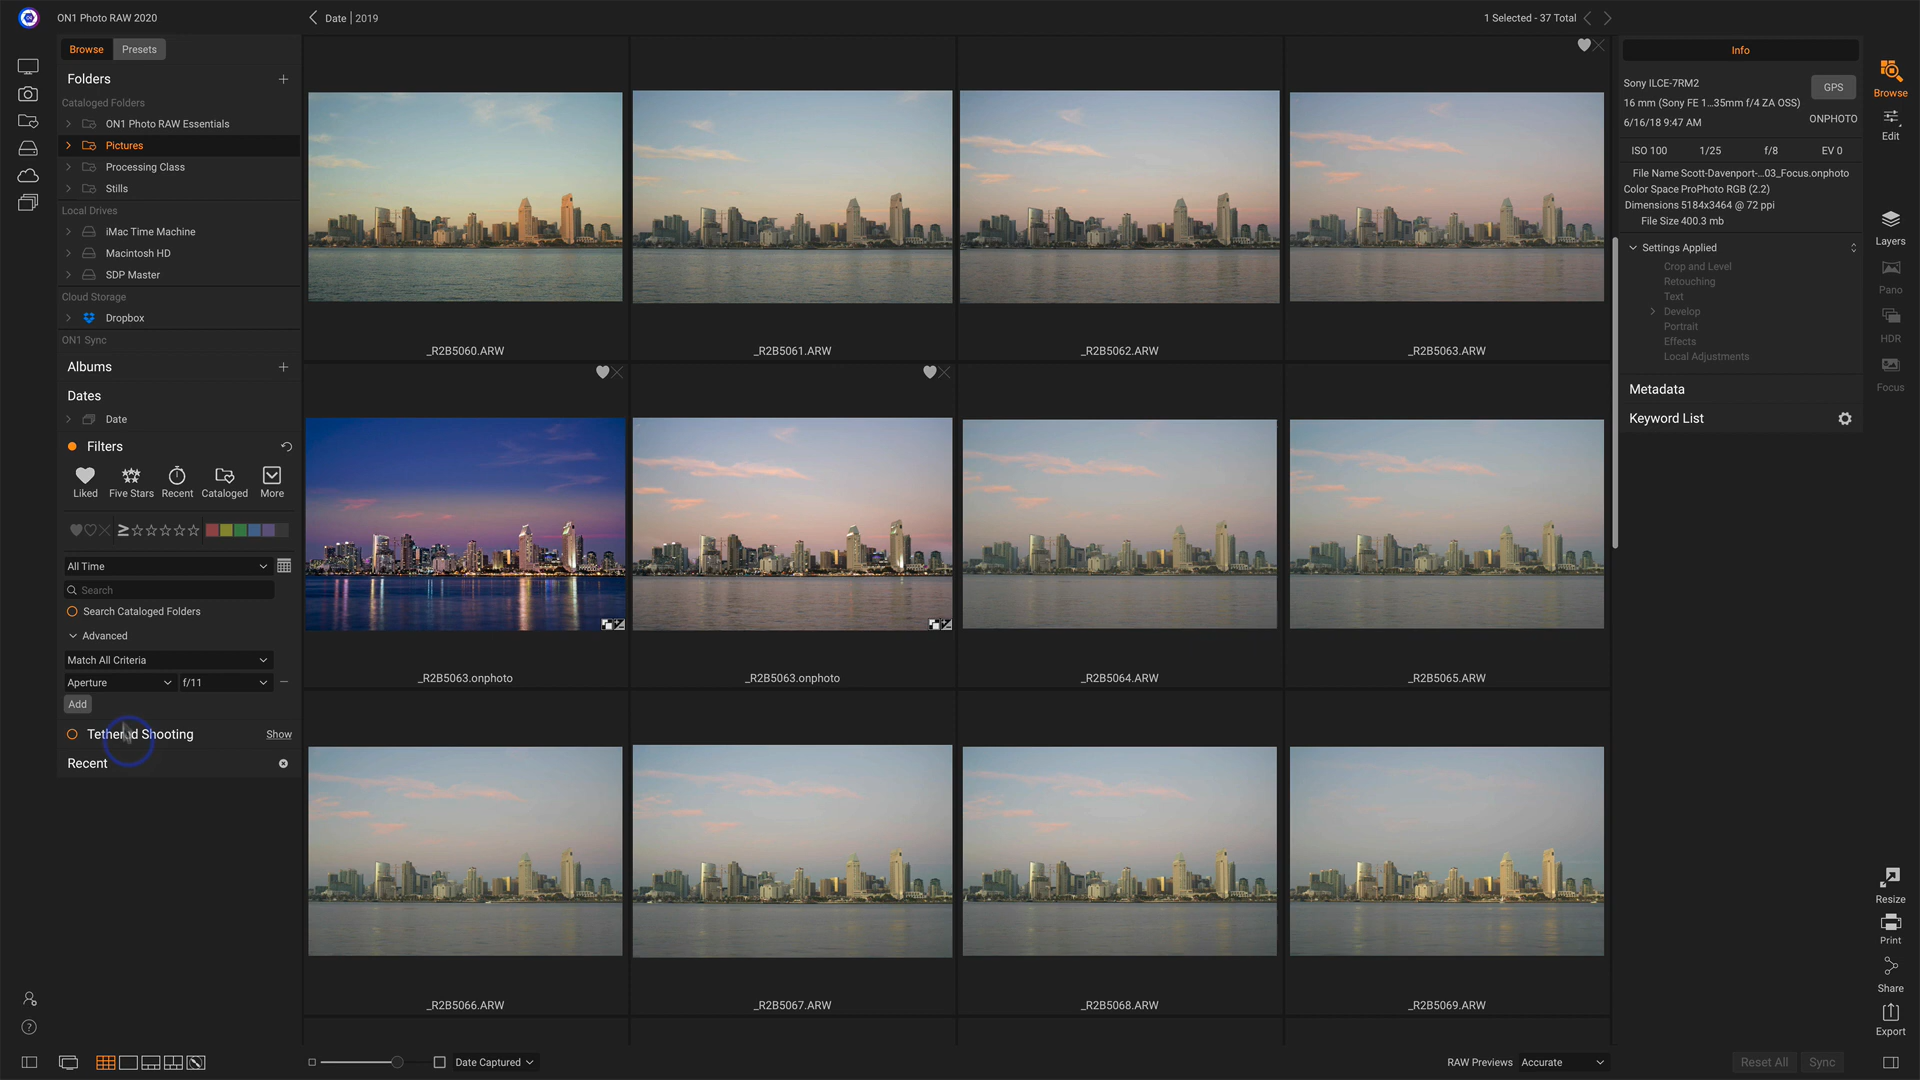 ON1 Photo RAW 2020
Date | 2019
1 Selected - 37 Total
Browse
Presets
Folders
Cataloged Folders
ON1 Photo RAW Essentials
Pictures
Processing Class
Stills
Local Drives
iMac Time Machine
Macintosh HD
SDP Master
Cloud Storage
Dropbox
ON1 Sync
Albums
Dates
Date
Filters
Liked
Five Stars
Recent
Cataloged
More
All Time
Search
Search Cataloged Folders
Advanced
Match All Criteria
Aperture
f/11
Add
Tethered Shooting
Show
Recent
_R2B5060.ARW
_R2B5061.ARW
_R2B5062.ARW
_R2B5063.ARW
_R2B5063.onphoto
_R2B5063.onphoto
_R2B5064.ARW
_R2B5065.ARW
_R2B5066.ARW
_R2B5067.ARW
_R2B5068.ARW
_R2B5069.ARW
Date Captured
RAW Previews
Accurate
Info
Sony ILCE-7RM2
GPS
16 mm (Sony FE 1...35mm f/4 ZA OSS)
6/16/18 9:47 AM
ONPHOTO
ISO 100
1/25
f/8
EV 0
File Name Scott-Davenport-...03_Focus.onphoto
Color Space ProPhoto RGB (2.2)
Dimensions 5184x3464 @ 72 ppi
File Size 400.3 mb
Settings Applied
Crop and Level
Retouching
Text
Develop
Portrait
Effects
Local Adjustments
Metadata
Keyword List
Browse
Edit
Layers
Pano
HDR
Focus
Resize
Print
Share
Export
Reset All
Sync